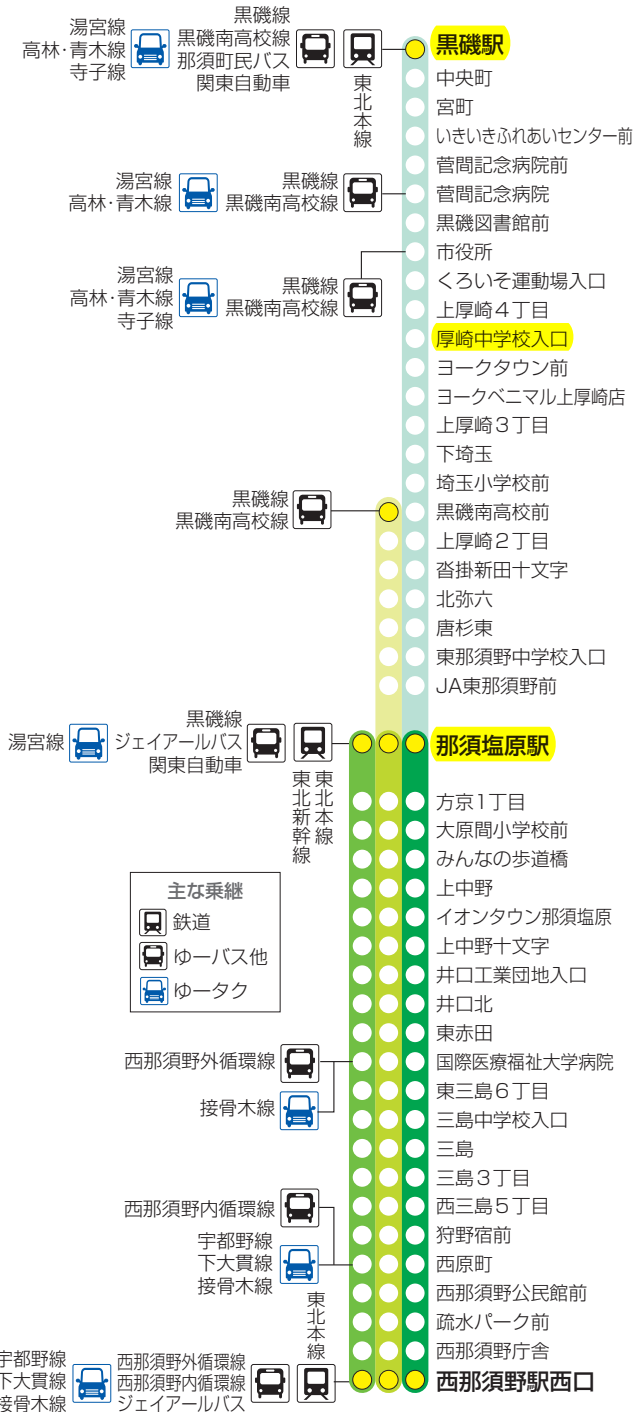 湯宮線
高林・青木線
寺子線
黒磯線
黒磯南高校線
那須町民バス
関東自動車
東北本線
黒磯駅
中央町
宮町
いきいきふれあいセンター前
菅間記念病院前
湯宮線
高林・青木線
黒磯線
黒磯南高校線
菅間記念病院
黒磯図書館前
市役所
湯宮線
高林・青木線
寺子線
黒磯線
黒磯南高校線
くろいそ運動場入口
上厚崎4丁目
厚崎中学校入口
ヨークタウン前
ヨークベニマル上厚崎店
上厚崎3丁目
下埼玉
埼玉小学校前
黒磯線
黒磯南高校線
黒磯南高校前
上厚崎2丁目
沓掛新田十文字
北弥六
唐杉東
東那須野中学校入口
JA東那須野前
湯宮線
黒磯線
ジェイアールバス
関東自動車
東北本線
東北新幹線
那須塩原駅
方京1丁目
大原間小学校前
みんなの歩道橋
上中野
イオンタウン那須塩原
上中野十文字
井口工業団地入口
井口北
東赤田
主な乗継
鉄道
ゆーバス他
ゆータク
西那須野外循環線
接骨木線
国際医療福祉大学病院
東三島6丁目
三島中学校入口
三島
三島3丁目
西三島5丁目
狩野宿前
西那須野内循環線
宇都野線
下大貫線
接骨木線
西原町
西那須野公民館前
疏水パーク前
西那須野庁舎
宇都野線
下大貫線
接骨木線
西那須野外循環線
西那須野内循環線
ジェイアールバス
東北本線
西那須野駅西口